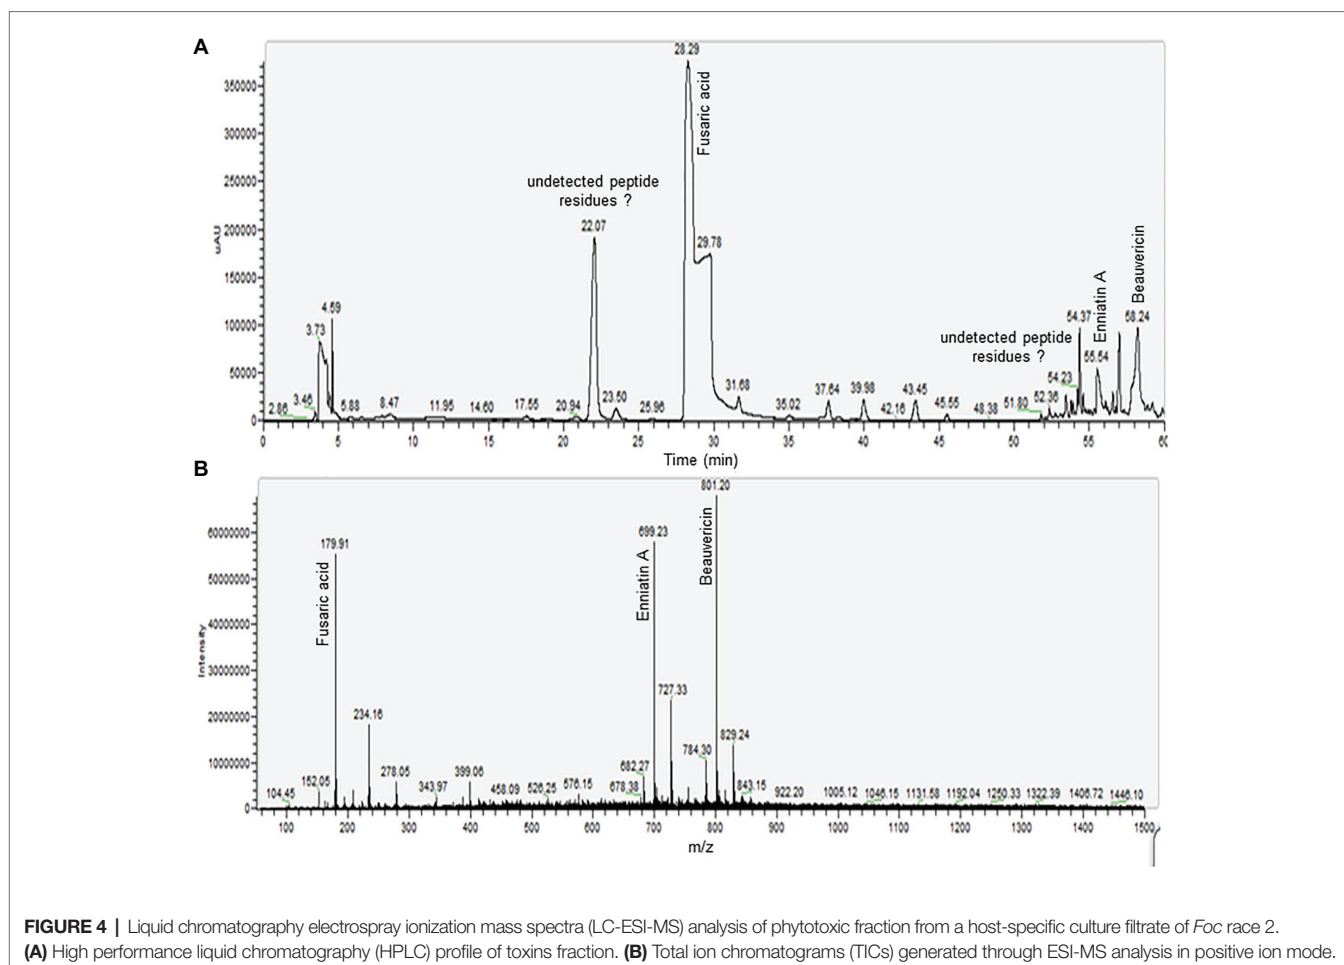 A
28.29
350000
Fusaric acid
300000
250000
undetected peptide
residues ?
200000
22.07
29.78
uAU
150000
Enniatin A
Beauvericin
100000
4.59
3.73
54.37
58.24
undetected peptide
residues ?
55.54
50000
54.23
2.86 3.46 5.88 8.47 11.95 14.60 17.55 20.94 23.50 25.96 31.68 35.02 37.64 39.98 42.16 43.45 45.55 48.38 51.80 52.36
0
0 5 10 15 20 25 30 35 40 45 50 55
Time (min)
B
801.20
60000000
699.23
Beauvericin
179.91
Fusaric acid
Enniatin A
50000000
40000000
Intensity
30000000
727.33
20000000
234.16
829.24
784.30
10000000
152.05 278.05 399.06 682.27
104.45 343.97 458.09 526.25 576.15 678.38 843.15 922.20 1005.12 1046.15 1131.58 1192.04 1250.33 1322.39 1406.72 1446.10
0
100 200 300 400 500 600 700 800 900 1000 1100 1200 1300 1400 1500
m/z
FIGURE 4 | Liquid chromatography electrospray ionization mass spectra (LC-ESI-MS) analysis of phytotoxic fraction from a host-specific culture filtrate of Foc race 2.
(A) High performance liquid chromatography (HPLC) profile of toxins fraction. (B) Total ion chromatograms (TICs) generated through ESI-MS analysis in positive ion mode.